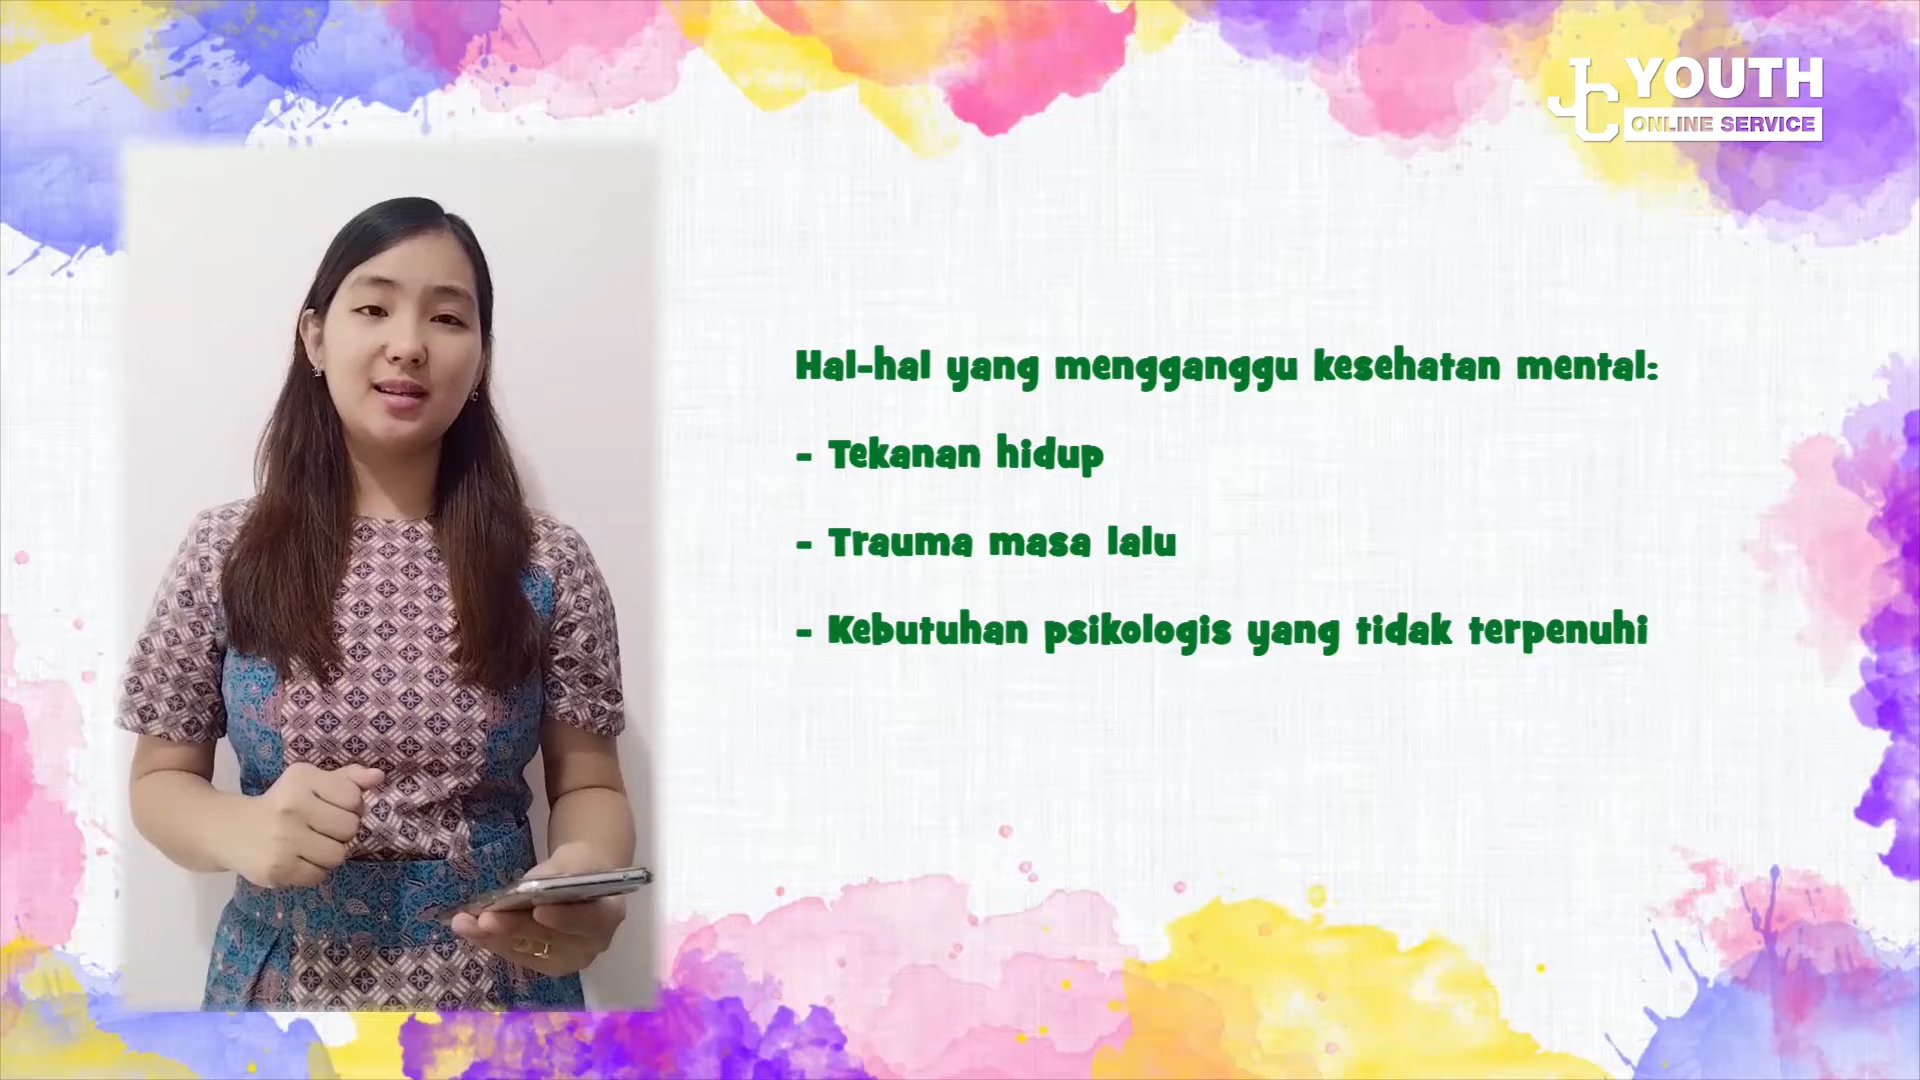 JC YOUTH
ONLINE SERVICE
Hal-hal yang mengganggu kesehatan mental:
- Tekanan hidup
- Trauma masa lalu
- Kebutuhan psikologis yang tidak terpenuhi